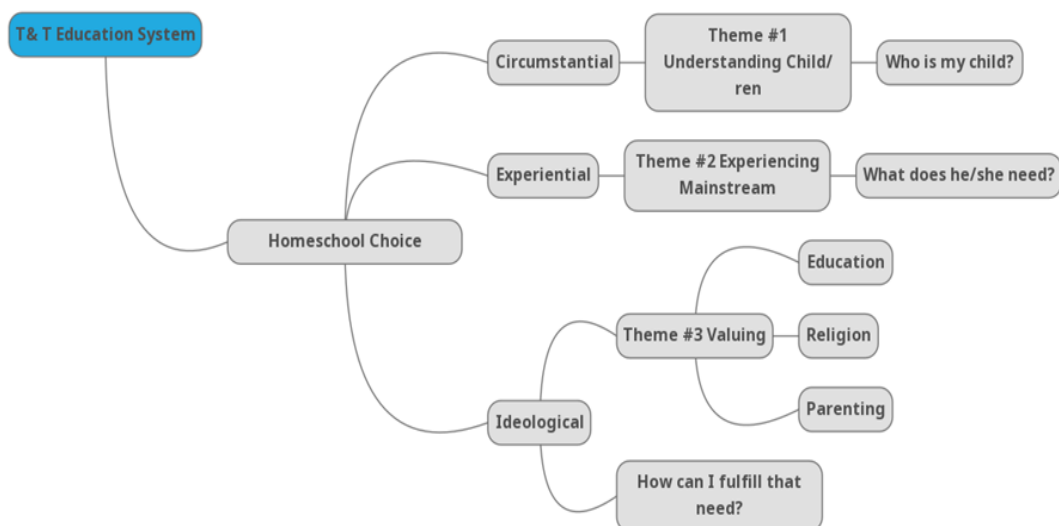 T& T Education System
Circumstantial
Theme #1
Understanding Child/
ren
Who is my child?
Experiential
Theme #2 Experiencing
Mainstream
What does he/she need?
Homeschool Choice
Education
Theme #3 Valuing
Religion
Parenting
Ideological
How can I fulfill that
need?